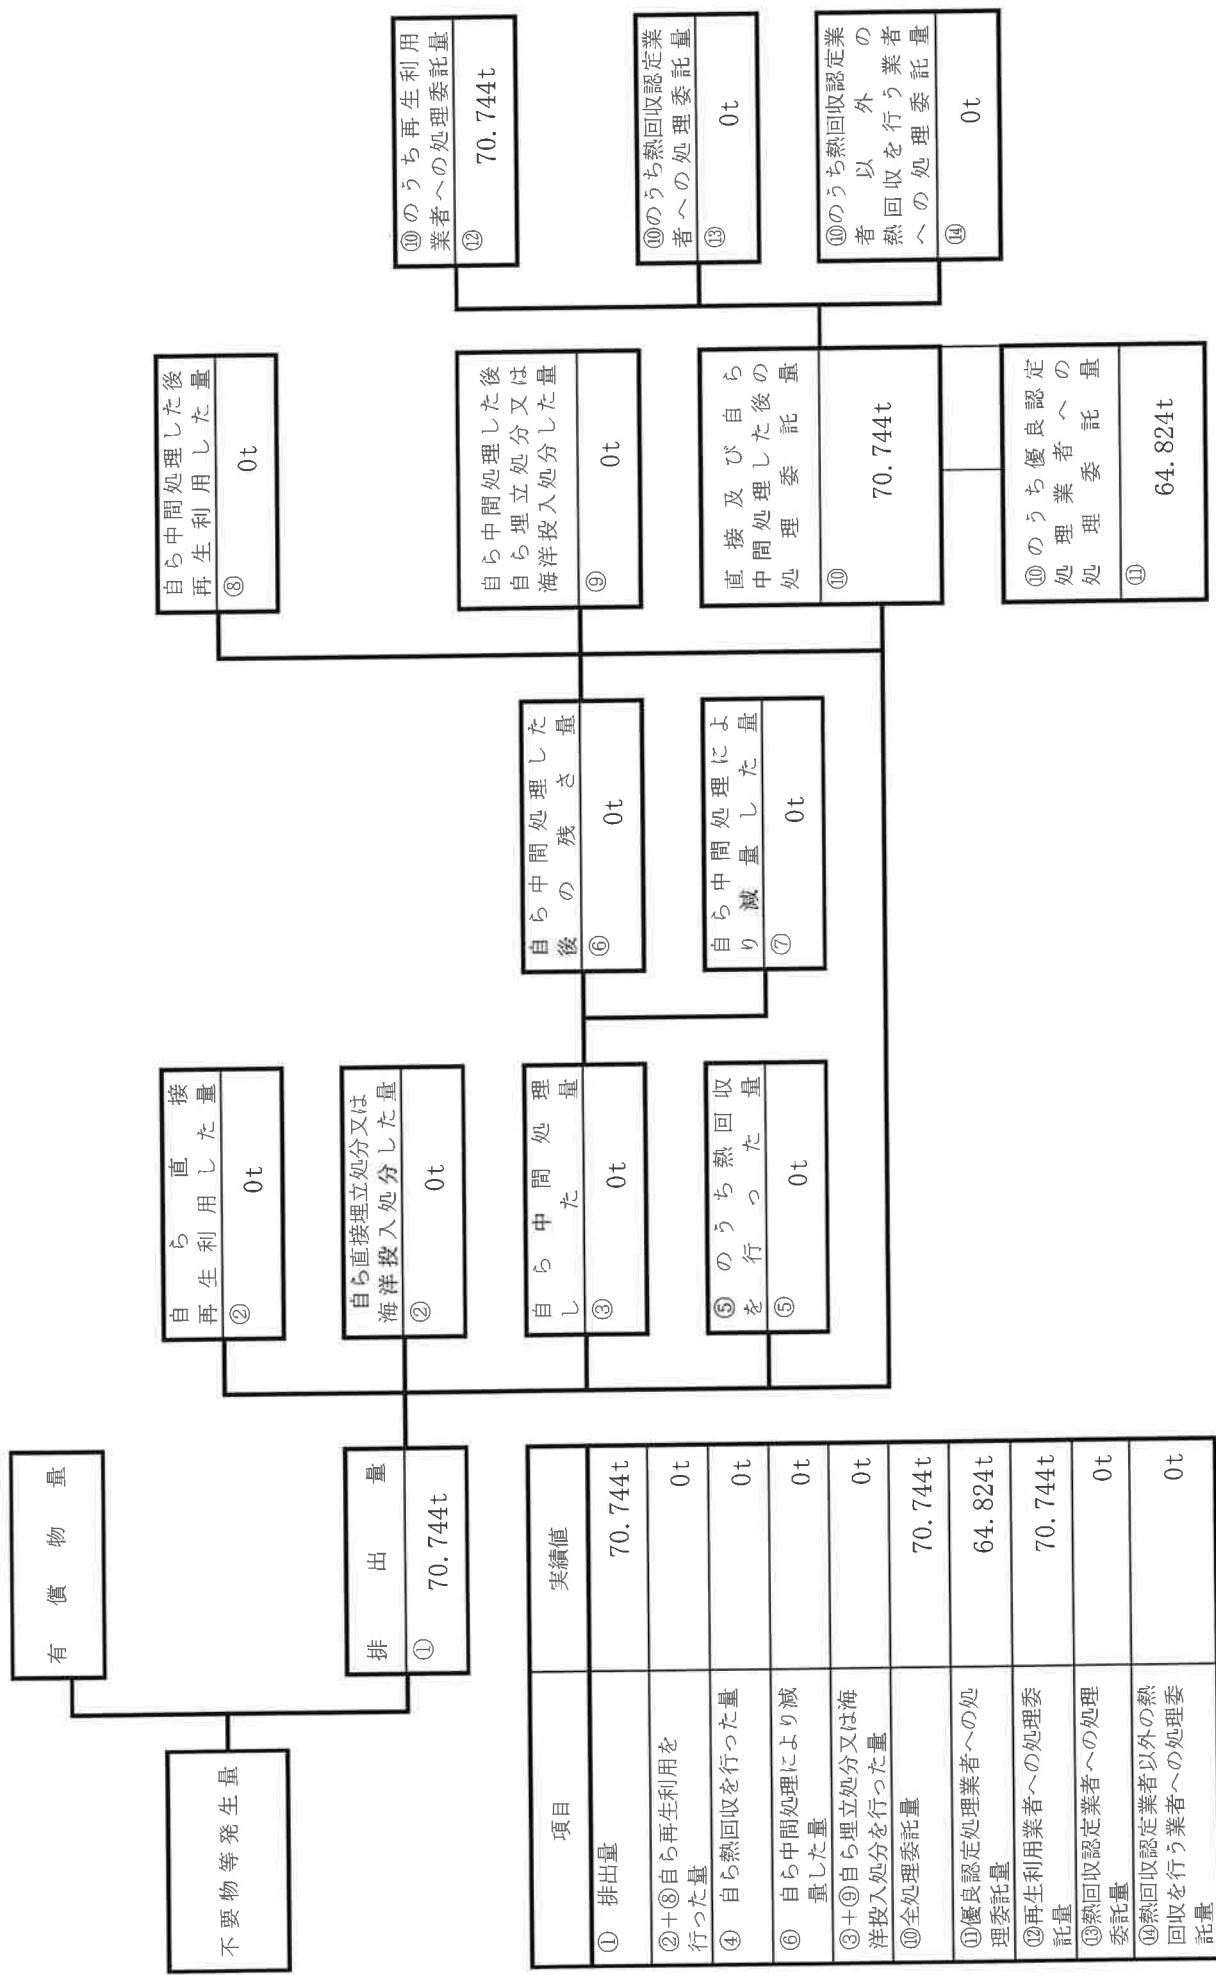 不要物等発生量
有償物量
排出量
① 70.744t
自ら直接
再生利用した量
② 0t
自ら直接埋立処分又は
海洋投入処分した量
② 0t
自ら中間処理
した量
③ 0t
⑤のうち熱回収
を行った量
⑤ 0t
自ら中間処理した
後の残さ量
⑥ 0t
自ら中間処理によ
り減量した量
⑦ 0t
自ら中間処理した後
再生利用した量
⑧ 0t
自ら中間処理した後
自ら埋立処分又は
海洋投入処分した量
⑨ 0t
直接及び自ら
中間処理した後の
処理委託量
⑩ 70.744t
⑩のうち優良認定
処理業者への
処理委託量
⑪ 64.824t
⑩のうち再生利用
業者への処理委託量
⑫ 70.744t
⑩のうち熱回収認定業
者への処理委託量
⑬ 0t
⑩のうち熱回収認定業
者以外の
熱回収を行う業者
への処理委託量
⑭ 0t
項目 実績値
① 排出量 70.744t
②+⑧自ら再生利用を
行った量 0t
④ 自ら熱回収を行った量 0t
⑥ 自ら中間処理により減
量した量 0t
③+⑨自ら埋立処分又は海
洋投入処分を行った量 0t
⑩全処理委託量 70.744t
⑪優良認定処理業者への処
理委託量 64.824t
⑫再生利用業者への処理委
託量 70.744t
⑬熱回収認定業者への処理
委託量 0t
⑭熱回収認定業者以外の熱
回収を行う業者への処理委
託量 0t